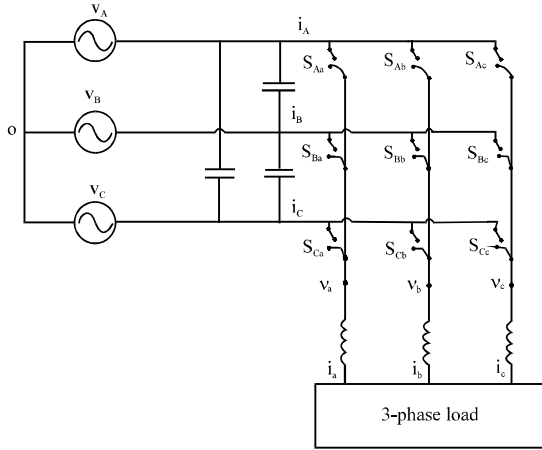 v_A
i_A
S_Aa
S_Ab
S_Ac
v_B
o
i_B
S_Ba
S_Bb
S_Bc
v_C
i_C
S_Ca
S_Cb
S_Cc
v_a
v_b
v_c
i_a
i_b
i_c
3-phase load